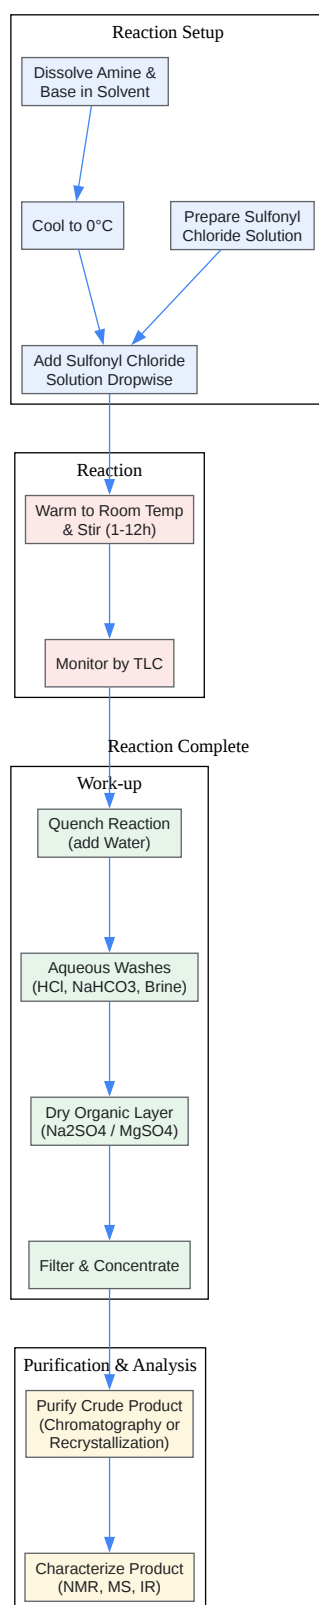 Reaction Setup
Dissolve Amine &
Base in Solvent
Cool to 0°C
Prepare Sulfonyl
Chloride Solution
Add Sulfonyl Chloride
Solution Dropwise
Reaction
Warm to Room Temp
& Stir (1-12h)
Monitor by TLC
Reaction Complete
Work-up
Quench Reaction
(add Water)
Aqueous Washes
(HCl, NaHCO3, Brine)
Dry Organic Layer
(Na2SO4 / MgSO4)
Filter & Concentrate
Purification & Analysis
Purify Crude Product
(Chromatography or
Recrystallization)
Characterize Product
(NMR, MS, IR)